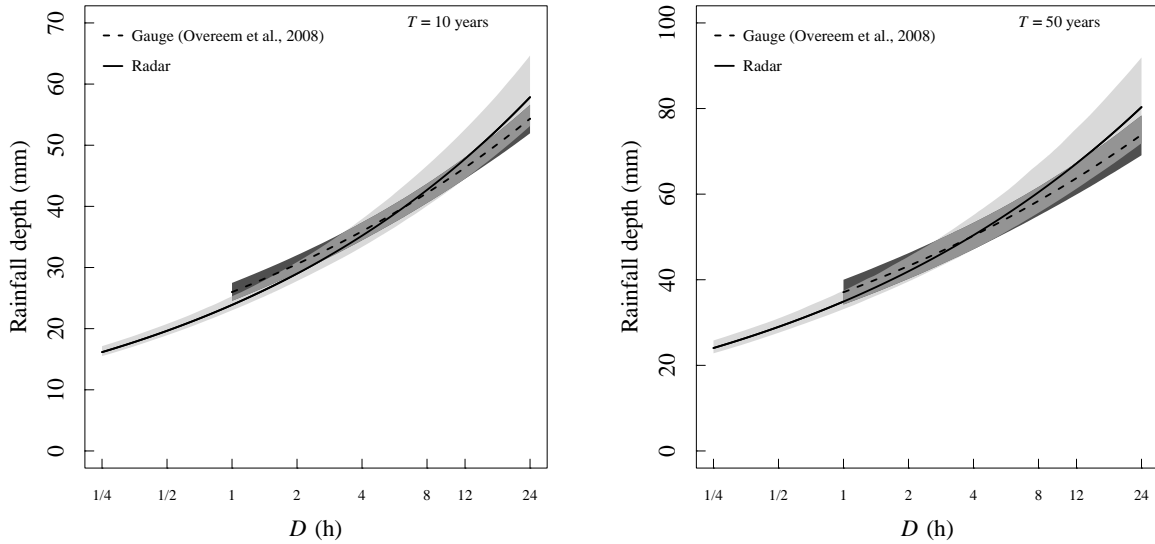 T = 10 years
Gauge (Overeem et al., 2008)
Radar
Rainfall depth (mm)
70
60
50
40
30
20
10
0
1/4 1/2 1 2 4 8 12 24
D (h)
T = 50 years
Gauge (Overeem et al., 2008)
Radar
Rainfall depth (mm)
100
80
60
40
20
0
1/4 1/2 1 2 4 8 12 24
D (h)